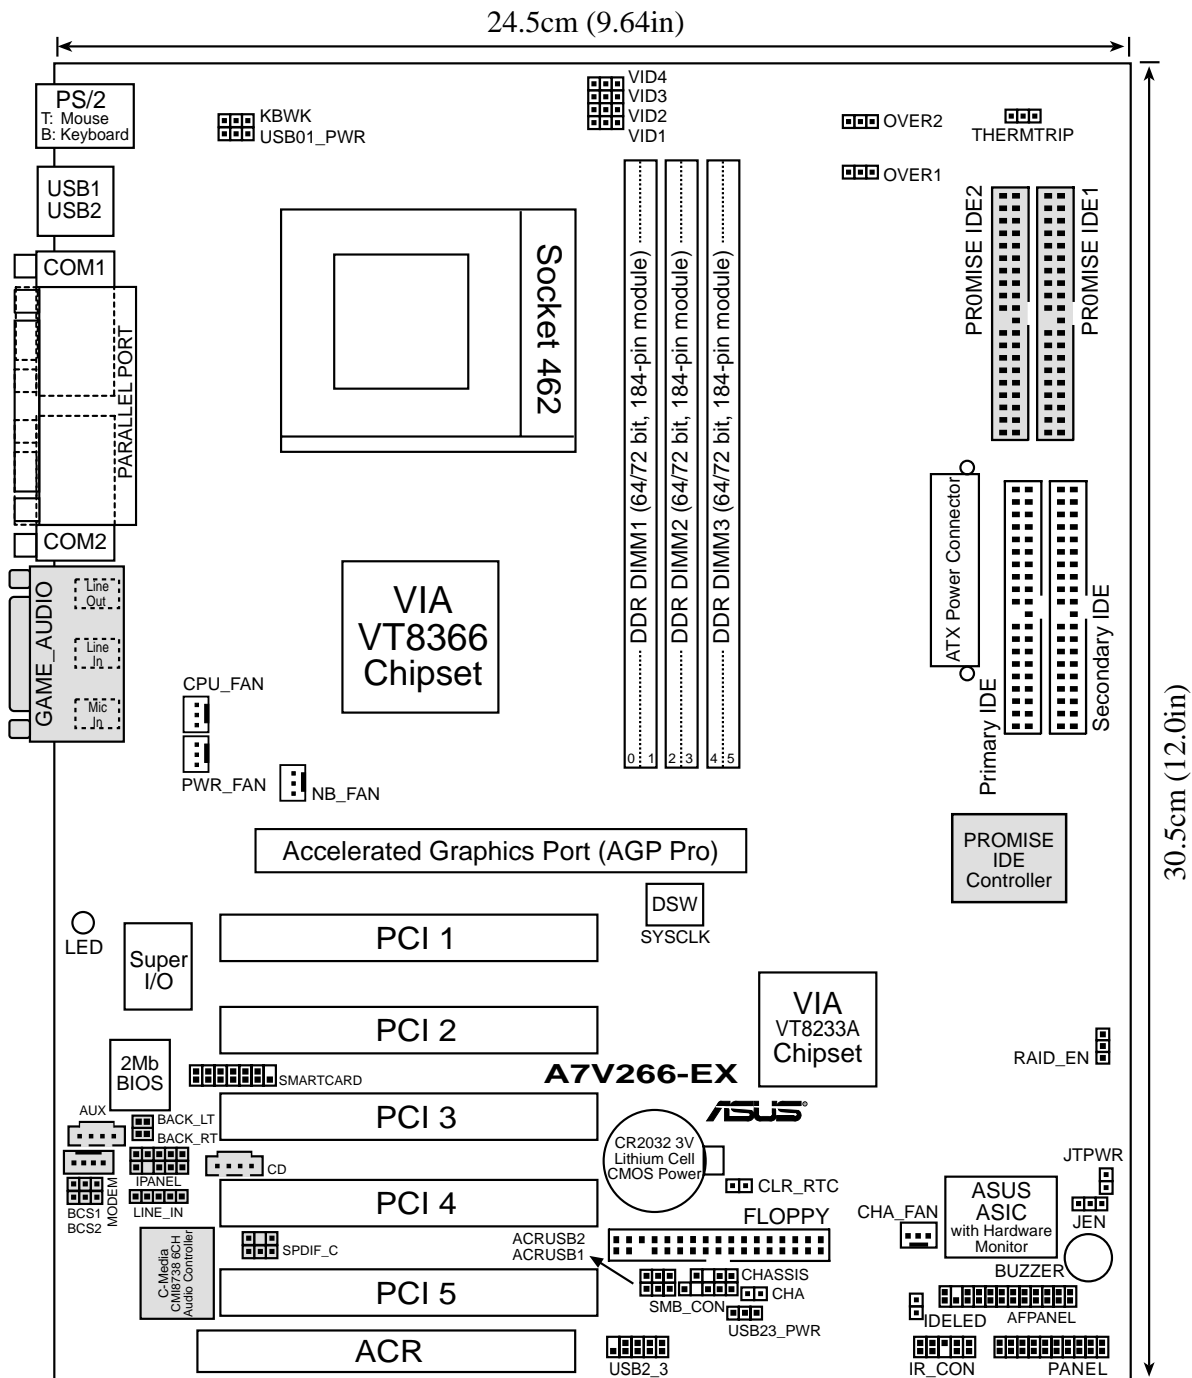 24.5cm (9.64in)
PS/2
T: Mouse
B: Keyboard
KBWK
USB01_PWR
VID4
VID3
VID2
VID1
OVER2
OVER1
THERMTRIP
USB1
USB2
COM1
PARALLEL PORT
COM2
Socket 462
DDR DIMM1 (64/72 bit, 184-pin module)
DDR DIMM2 (64/72 bit, 184-pin module)
DDR DIMM3 (64/72 bit, 184-pin module)
0 1
2 3
4 5
PR0MISE IDE2
PR0MISE IDE1
ATX Power Connector
Primary IDE
Secondary IDE
30.5cm (12.0in)
GAME_AUDIO
Line
Out
Line
In
Mic
In
VIA
VT8366
Chipset
CPU_FAN
PWR_FAN
NB_FAN
Accelerated Graphics Port (AGP Pro)
PROMISE
IDE
Controller
DSW
SYSCLK
LED
Super
I/O
PCI 1
PCI 2
VIA
VT8233A
Chipset
RAID_EN
2Mb
BIOS
SMARTCARD
A7V266-EX
ASUS
AUX
BACK_LT
BACK_RT
PCI 3
CR2032 3V
Lithium Cell
CMOS Power
MODEM
IPANEL
CD
BCS1
BCS2
LINE_IN
PCI 4
CLR_RTC
JTPWR
JEN
ASUS
ASIC
with Hardware
Monitor
CHA_FAN
FLOPPY
C-Media
CMI8738 6CH
Audio Controller
SPDIF_C
ACRUSB2
ACRUSB1
BUZZER
PCI 5
CHASSIS
CHA
SMB_CON
USB23_PWR
IDELED
AFPANEL
ACR
USB2_3
IR_CON
PANEL